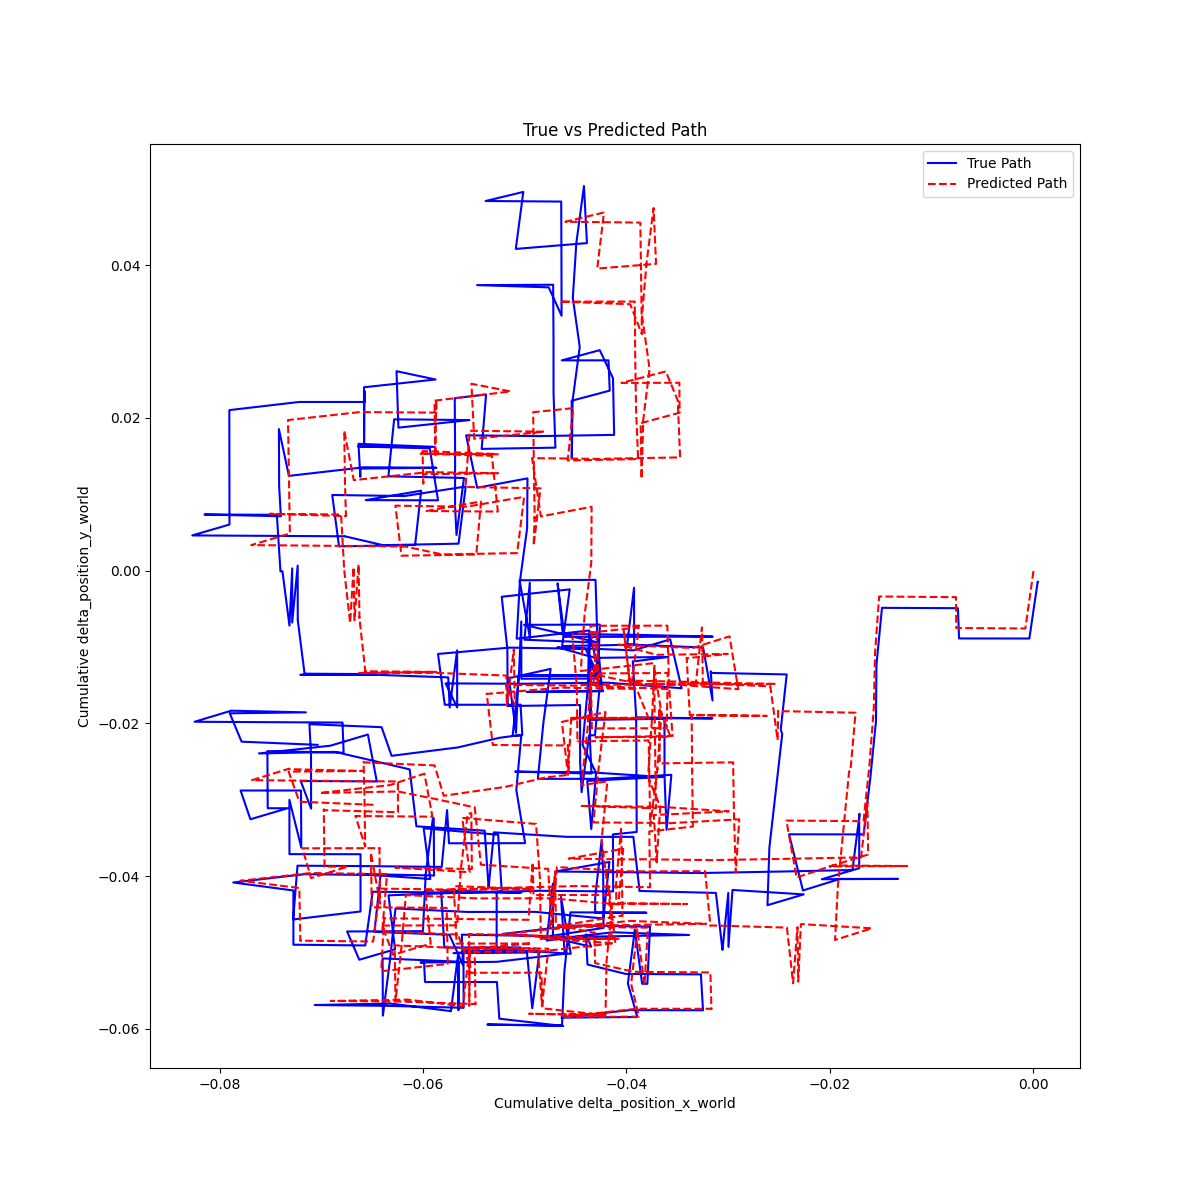 True vs Predicted Path
True Path
Predicted Path
Cumulative delta_position_y_world
0.04
0.02
0.00
−0.02
−0.04
−0.06
−0.08
−0.06
−0.04
−0.02
0.00
Cumulative delta_position_x_world